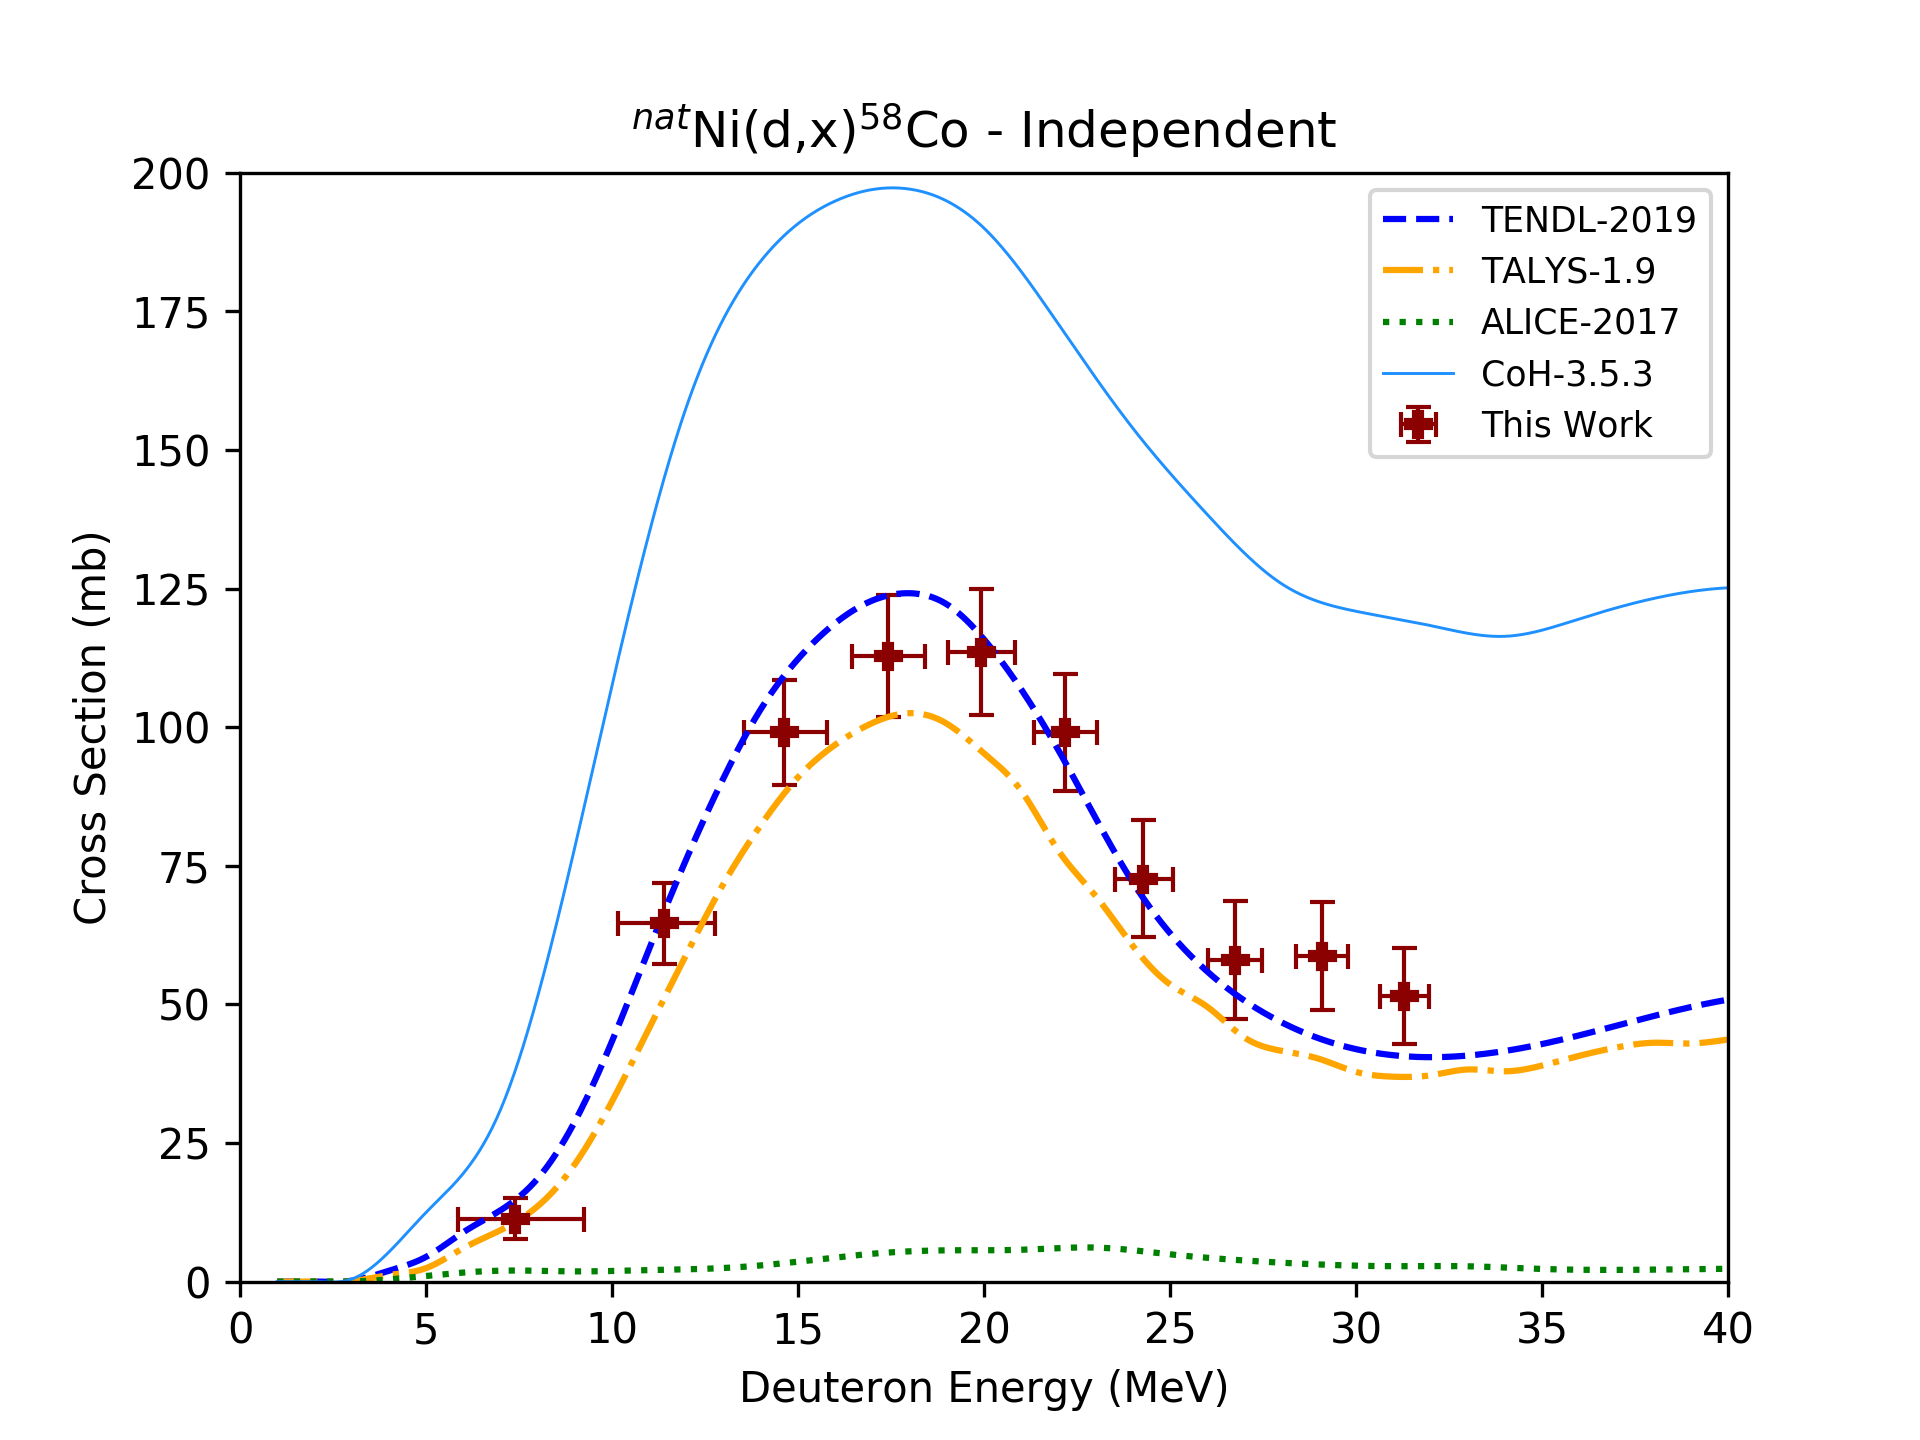 natNi(d,x)58Co - Independent
200
175
150
125
100
75
50
25
0
Cross Section (mb)
TENDL-2019
TALYS-1.9
ALICE-2017
CoH-3.5.3
This Work
0 5 10 15 20 25 30 35 40
Deuteron Energy (MeV)